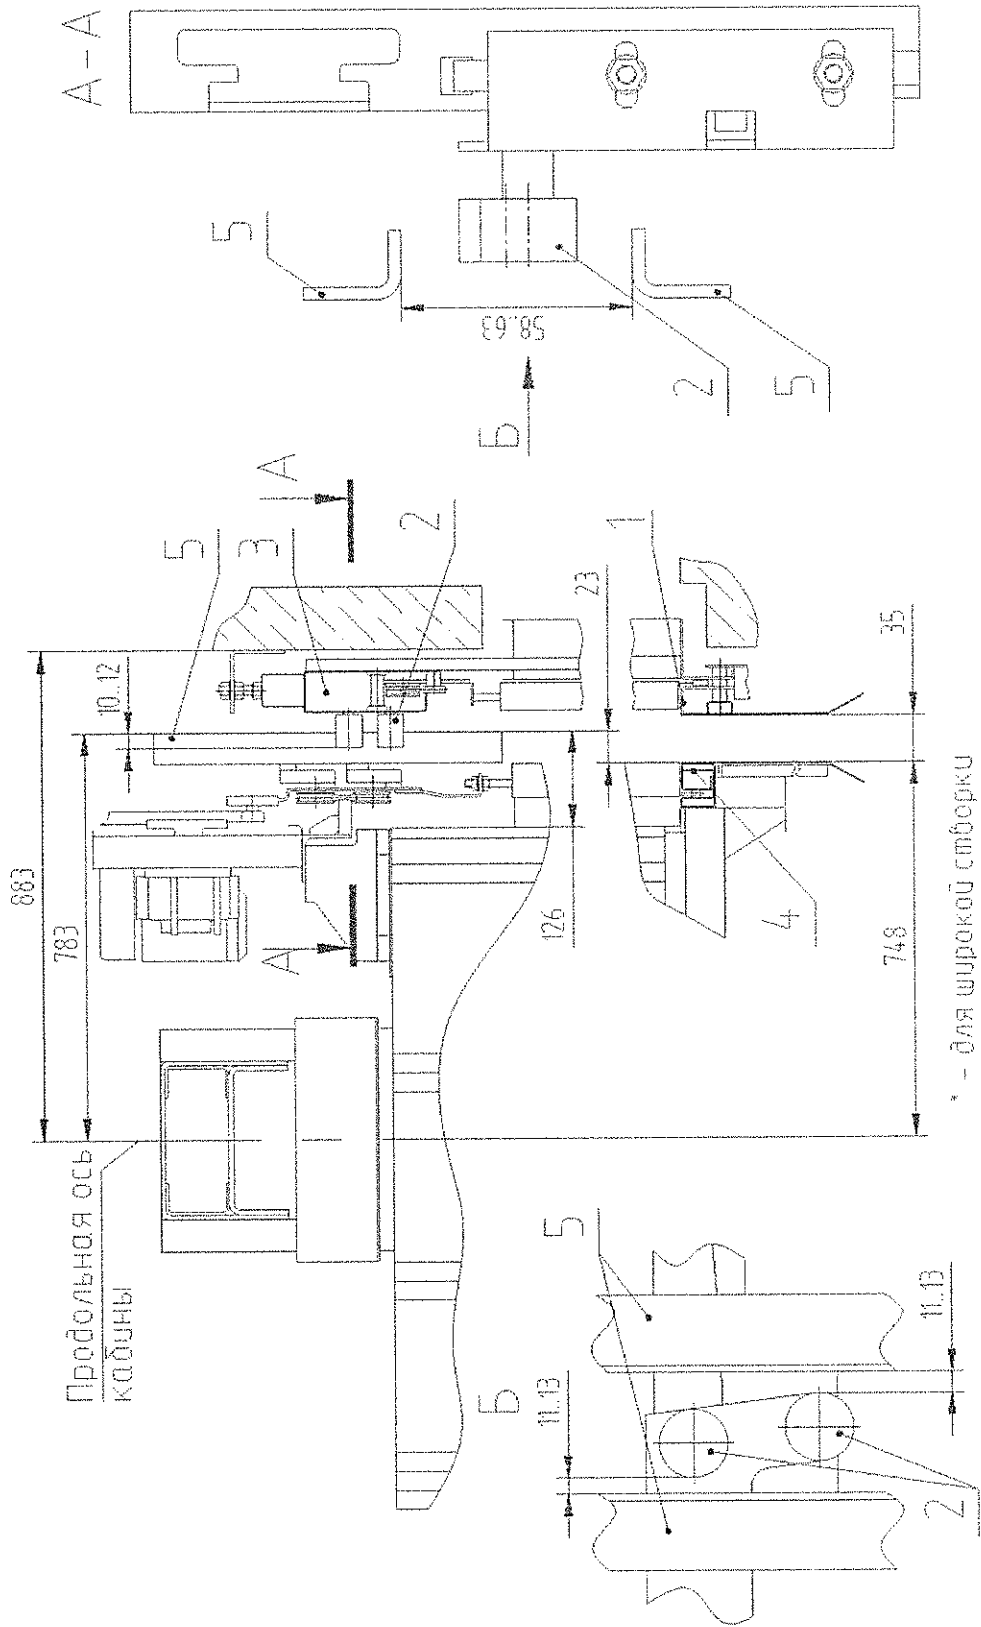 А - А
5
58..63
2
5
Б
А
5
3
2
10..12
883
783
23
1
35
126
А
4
748
Продольная ось
кабины
Б
5
11..13
11..13
2
* - для широкой створки